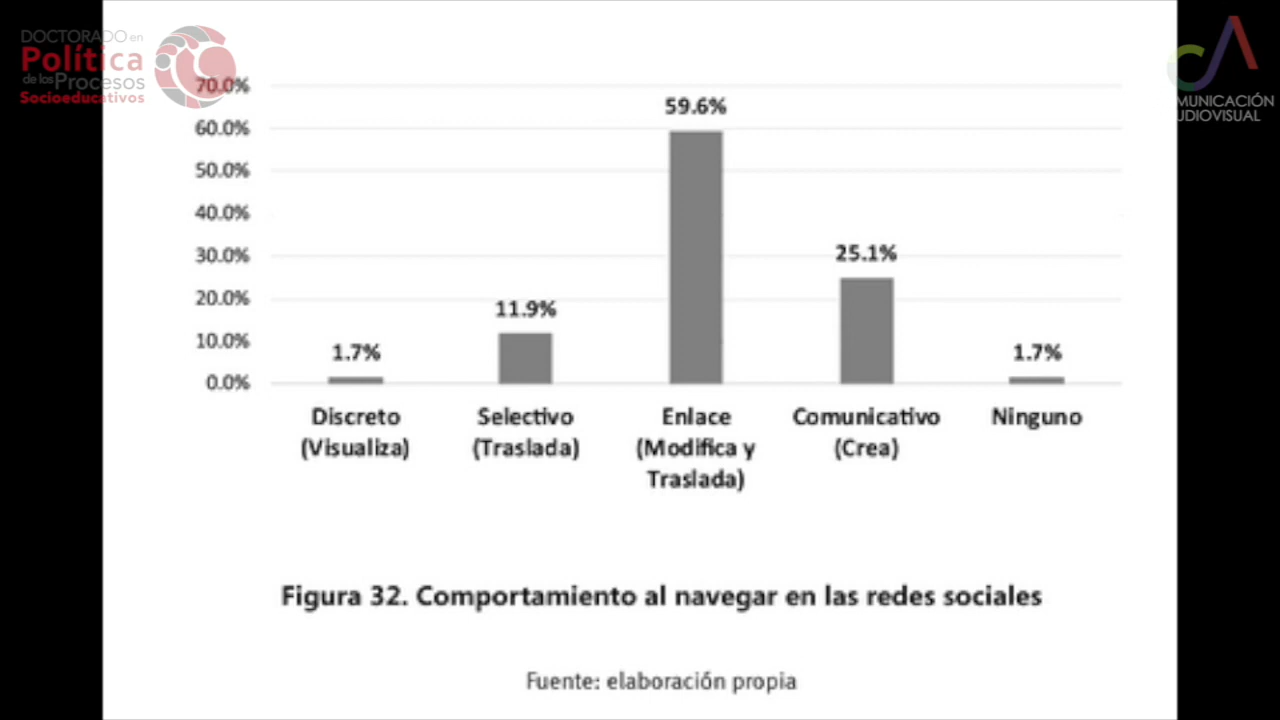 DOCTORADO en
Política
de los Procesos
Socioeducativos
CA
MUNICACIÓN
UDIOVISUAL
70.0%
60.0%
50.0%
40.0%
30.0%
20.0%
10.0%
0.0%
1.7%
11.9%
59.6%
25.1%
1.7%
Discreto
(Visualiza)
Selectivo
(Traslada)
Enlace
(Modifica y
Traslada)
Comunicativo
(Crea)
Ninguno
Figura 32. Comportamiento al navegar en las redes sociales
Fuente: elaboración propia